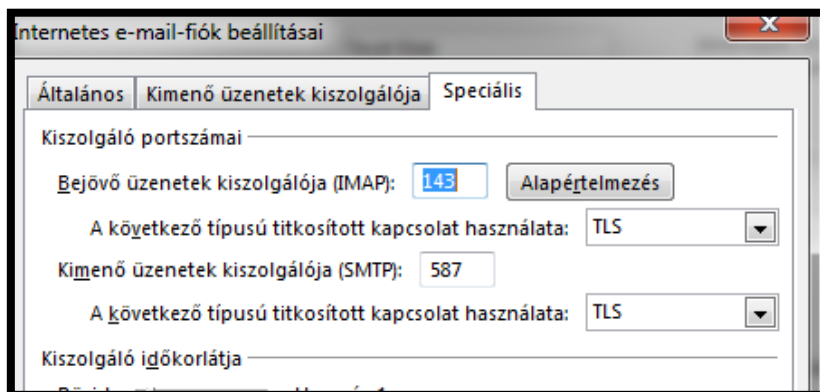 Internetes e-mail-fiók beállításai
Általános Kimenő üzenetek kiszolgálója Speciális
Kiszolgáló portszámai
Bejövő üzenetek kiszolgálója (IMAP): 143 Alapértelmezés
A következő típusú titkosított kapcsolat használata: TLS
Kimenő üzenetek kiszolgálója (SMTP): 587
A következő típusú titkosított kapcsolat használata: TLS
Kiszolgáló időkorlátja